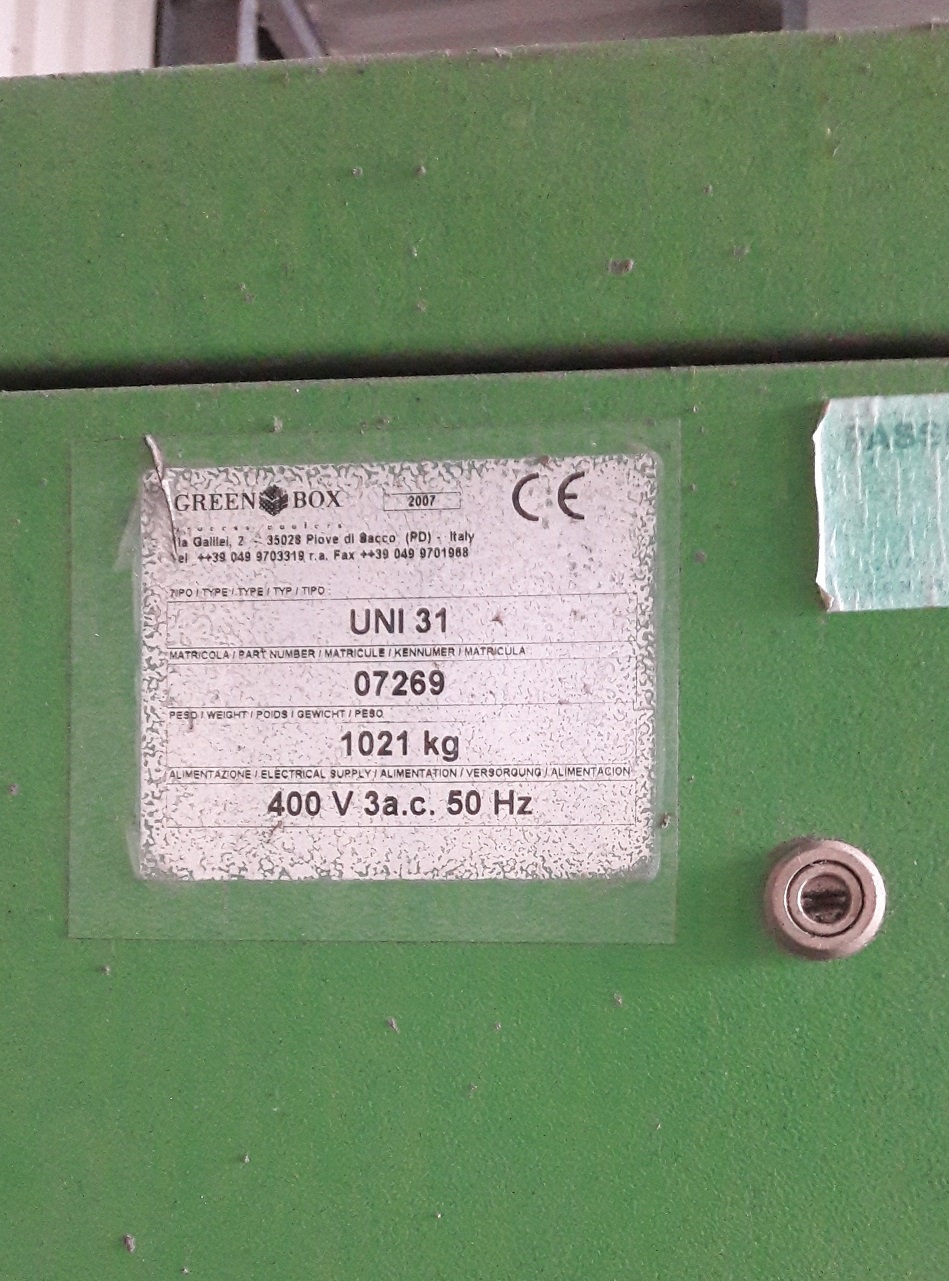 GREEN BOX 2007 CE
ia Galilei, 2 - 35028 Piove di Sacco (PD) - Italy
el ++39 049 9703319 r.a. Fax ++39 049 9701968
TIPO / TYPE / TYPE / TYP / TIPO
UNI 31
MATRICOLA / PART NUMBER / MATRICULE / KENNUMER / MATRICULA
07269
PESO / WEIGHT / POIDS / GEWICHT / PESO
1021 kg
ALIMENTAZIONE / ELECTRICAL SUPPLY / ALIMENTATION / VERSORGUNG / ALIMENTACION
400 V 3a.c. 50 Hz
PASS